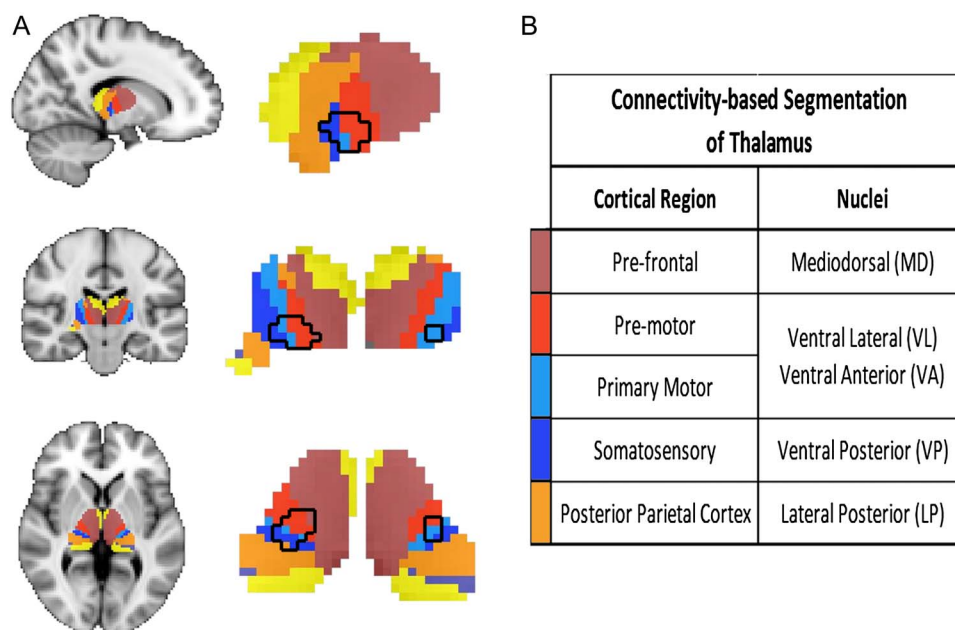 A
B
Connectivity-based Segmentation
of Thalamus
Cortical Region
Nuclei
Pre-frontal
Mediodorsal (MD)
Pre-motor
Ventral Lateral (VL)
Ventral Anterior (VA)
Primary Motor
Somatosensory
Ventral Posterior (VP)
Posterior Parietal Cortex
Lateral Posterior (LP)